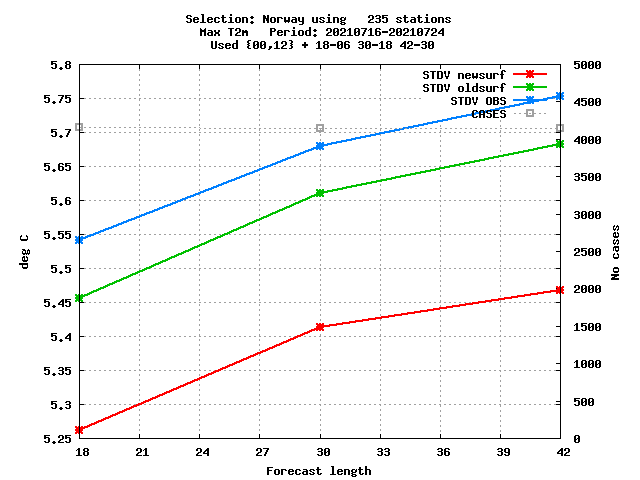 Selection: Norway using   235 stations
Max T2m   Period: 20210716-20210724
Used {00,12} + 18-06 30-18 42-30
STDV newsurf
STDV oldsurf
STDV OBS
CASES
5.8
5.75
5.7
5.65
5.6
5.55
5.5
5.45
5.4
5.35
5.3
5.25
deg C
5000
4500
4000
3500
3000
2500
2000
1500
1000
500
0
No cases
18 21 24 27 30 33 36 39 42
Forecast length